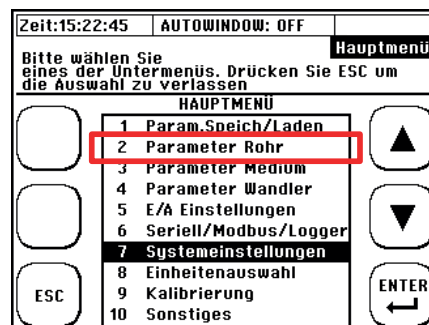 Zeit:15:22:45 AUTOWINDOW: OFF
Hauptmenü
Bitte wählen Sie
eines der Untermenüs. Drücken Sie ESC um
die Auswahl zu verlassen
HAUPTMENÜ
1 Param.Speich/Laden
2 Parameter Rohr
3 Parameter Medium
4 Parameter Wandler
5 E/A Einstellungen
6 Seriell/Modbus/Logger
7 Systemeinstellungen
8 Einheitenauswahl
9 Kalibrierung
10 Sonstiges
ESC
ENTER